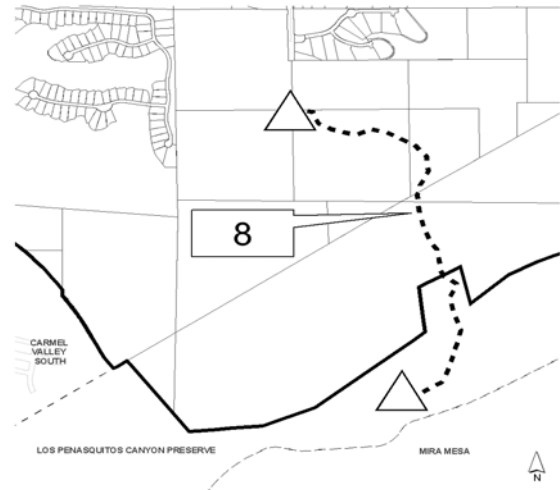 8
CARMEL
VALLEY
SOUTH
LOS PENASQUITOS CANYON PRESERVE
MIRA MESA
N